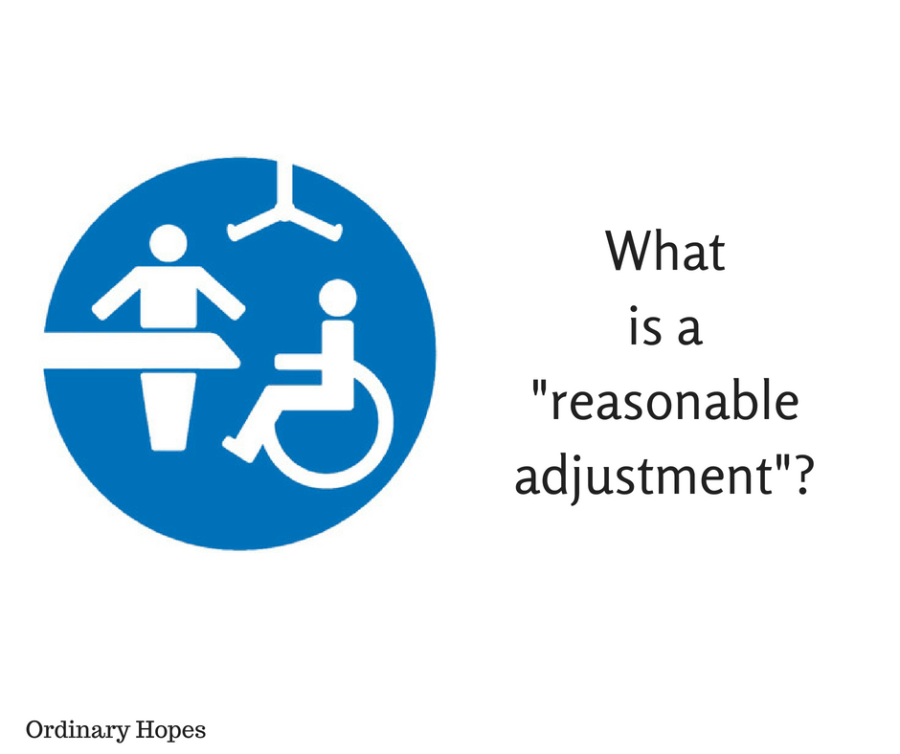 What
is a
"reasonable
adjustment"?
Ordinary Hopes